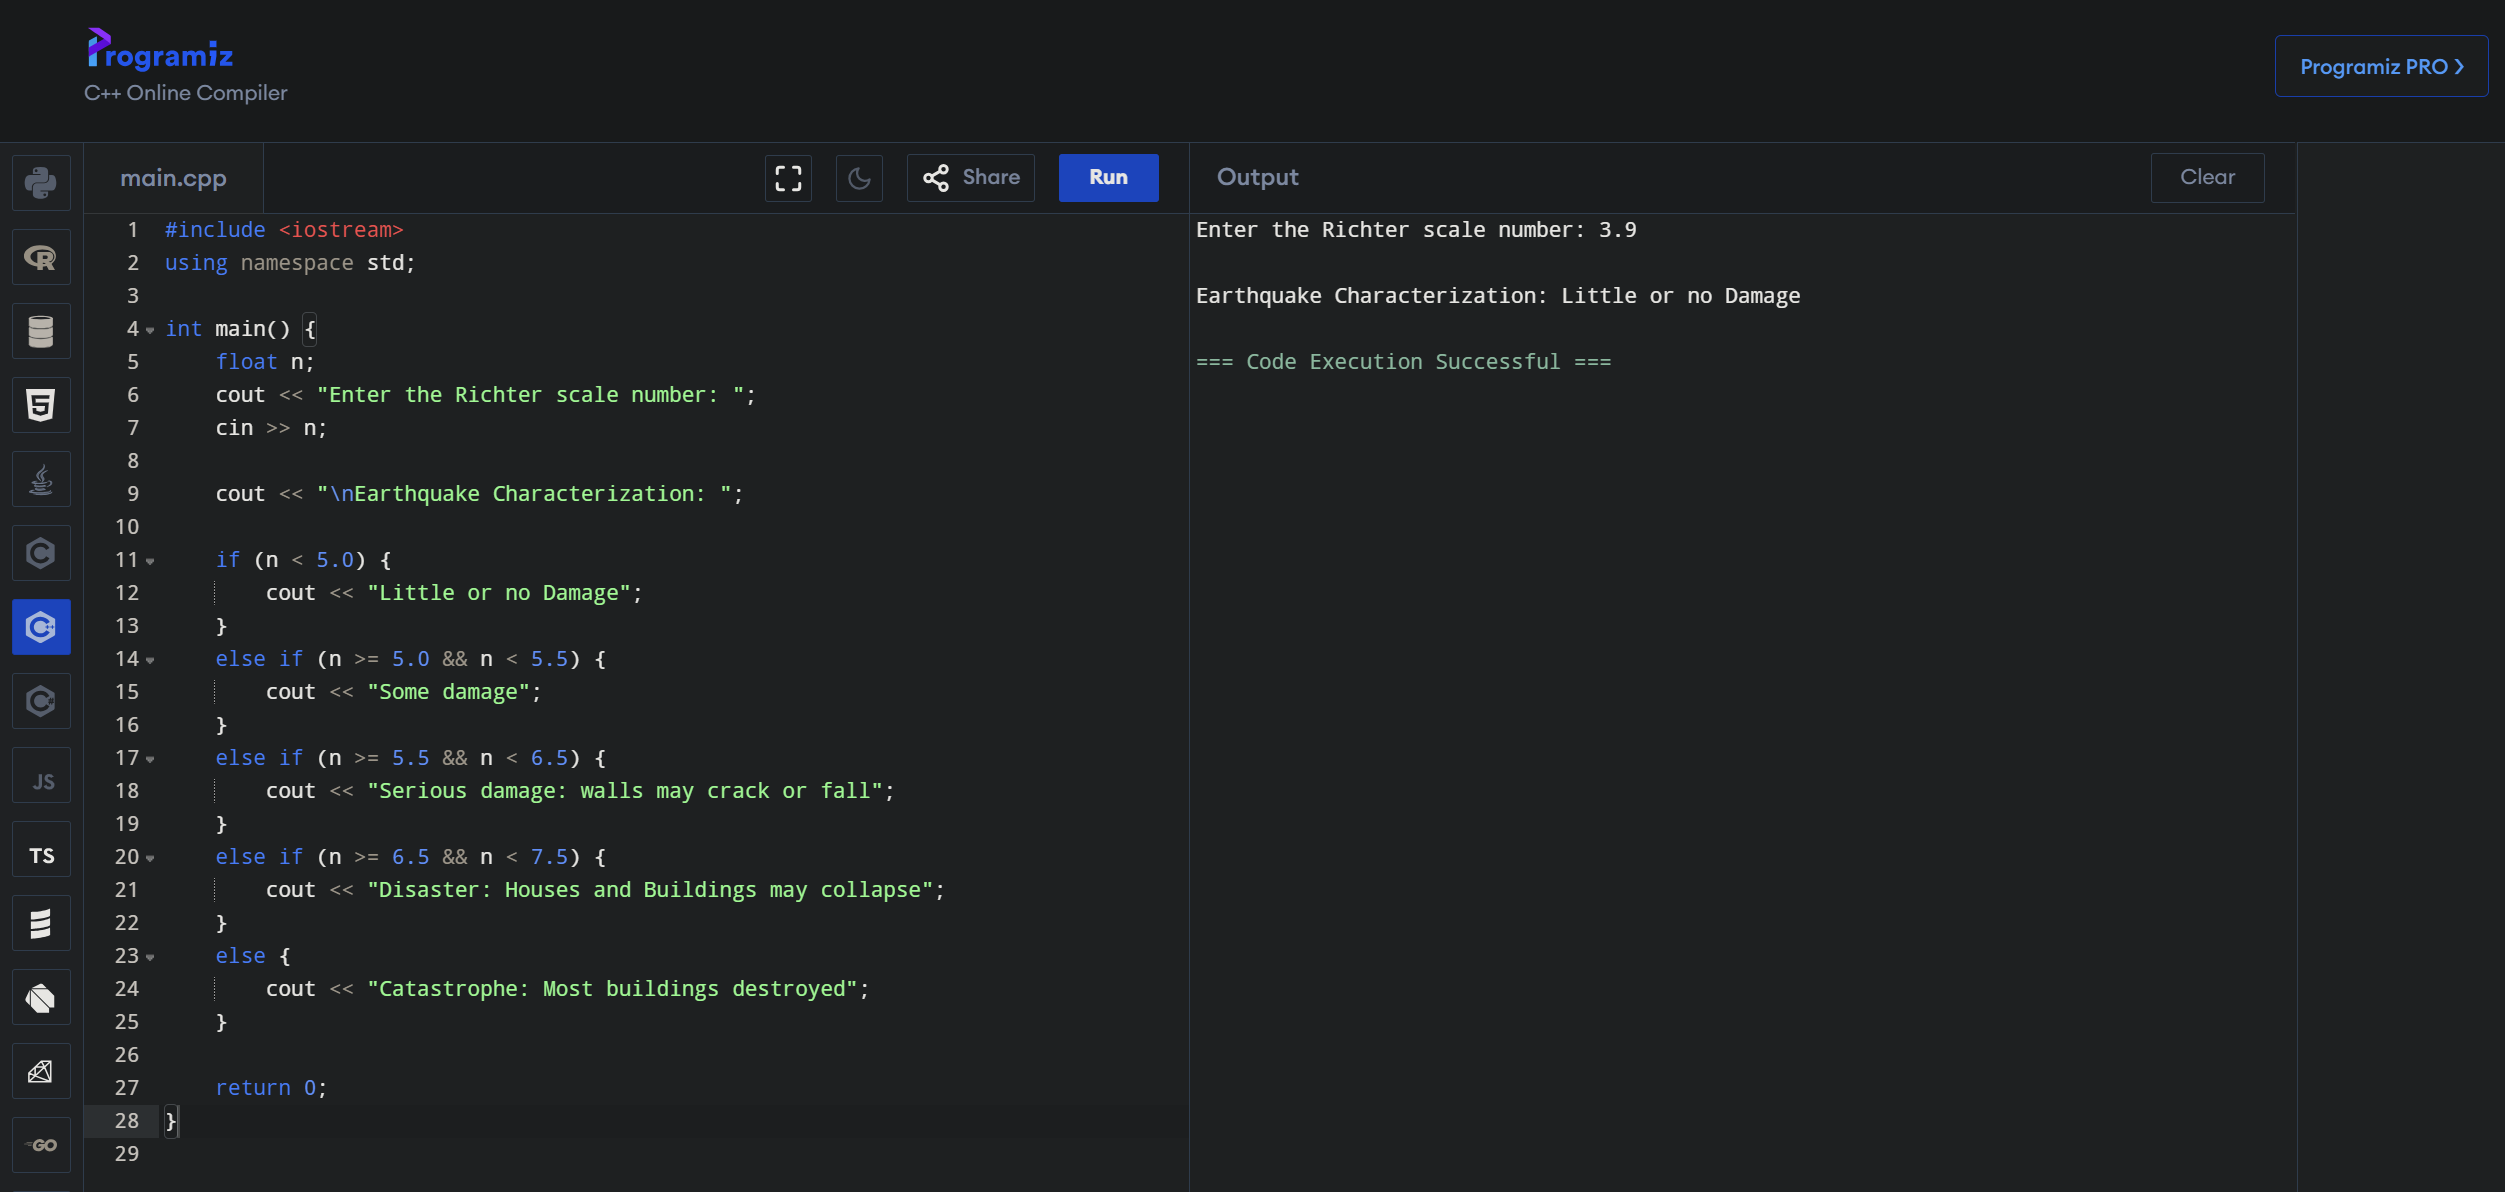 Programiz
C++ Online Compiler
Programiz PRO ❯
main.cpp
Share
Run
Output
Clear
1 #include <iostream>
2 using namespace std;
3
4 int main() {
5     float n;
6     cout << "Enter the Richter scale number: ";
7     cin >> n;
8
9     cout << "\nEarthquake Characterization: ";
10
11     if (n < 5.0) {
12         cout << "Little or no Damage";
13     }
14     else if (n >= 5.0 && n < 5.5) {
15         cout << "Some damage";
16     }
17     else if (n >= 5.5 && n < 6.5) {
18         cout << "Serious damage: walls may crack or fall";
19     }
20     else if (n >= 6.5 && n < 7.5) {
21         cout << "Disaster: Houses and Buildings may collapse";
22     }
23     else {
24         cout << "Catastrophe: Most buildings destroyed";
25     }
26
27     return 0;
28 }
29
Enter the Richter scale number: 3.9
Earthquake Characterization: Little or no Damage
=== Code Execution Successful ===
R
5
C
C++
C#
JS
TS
GO